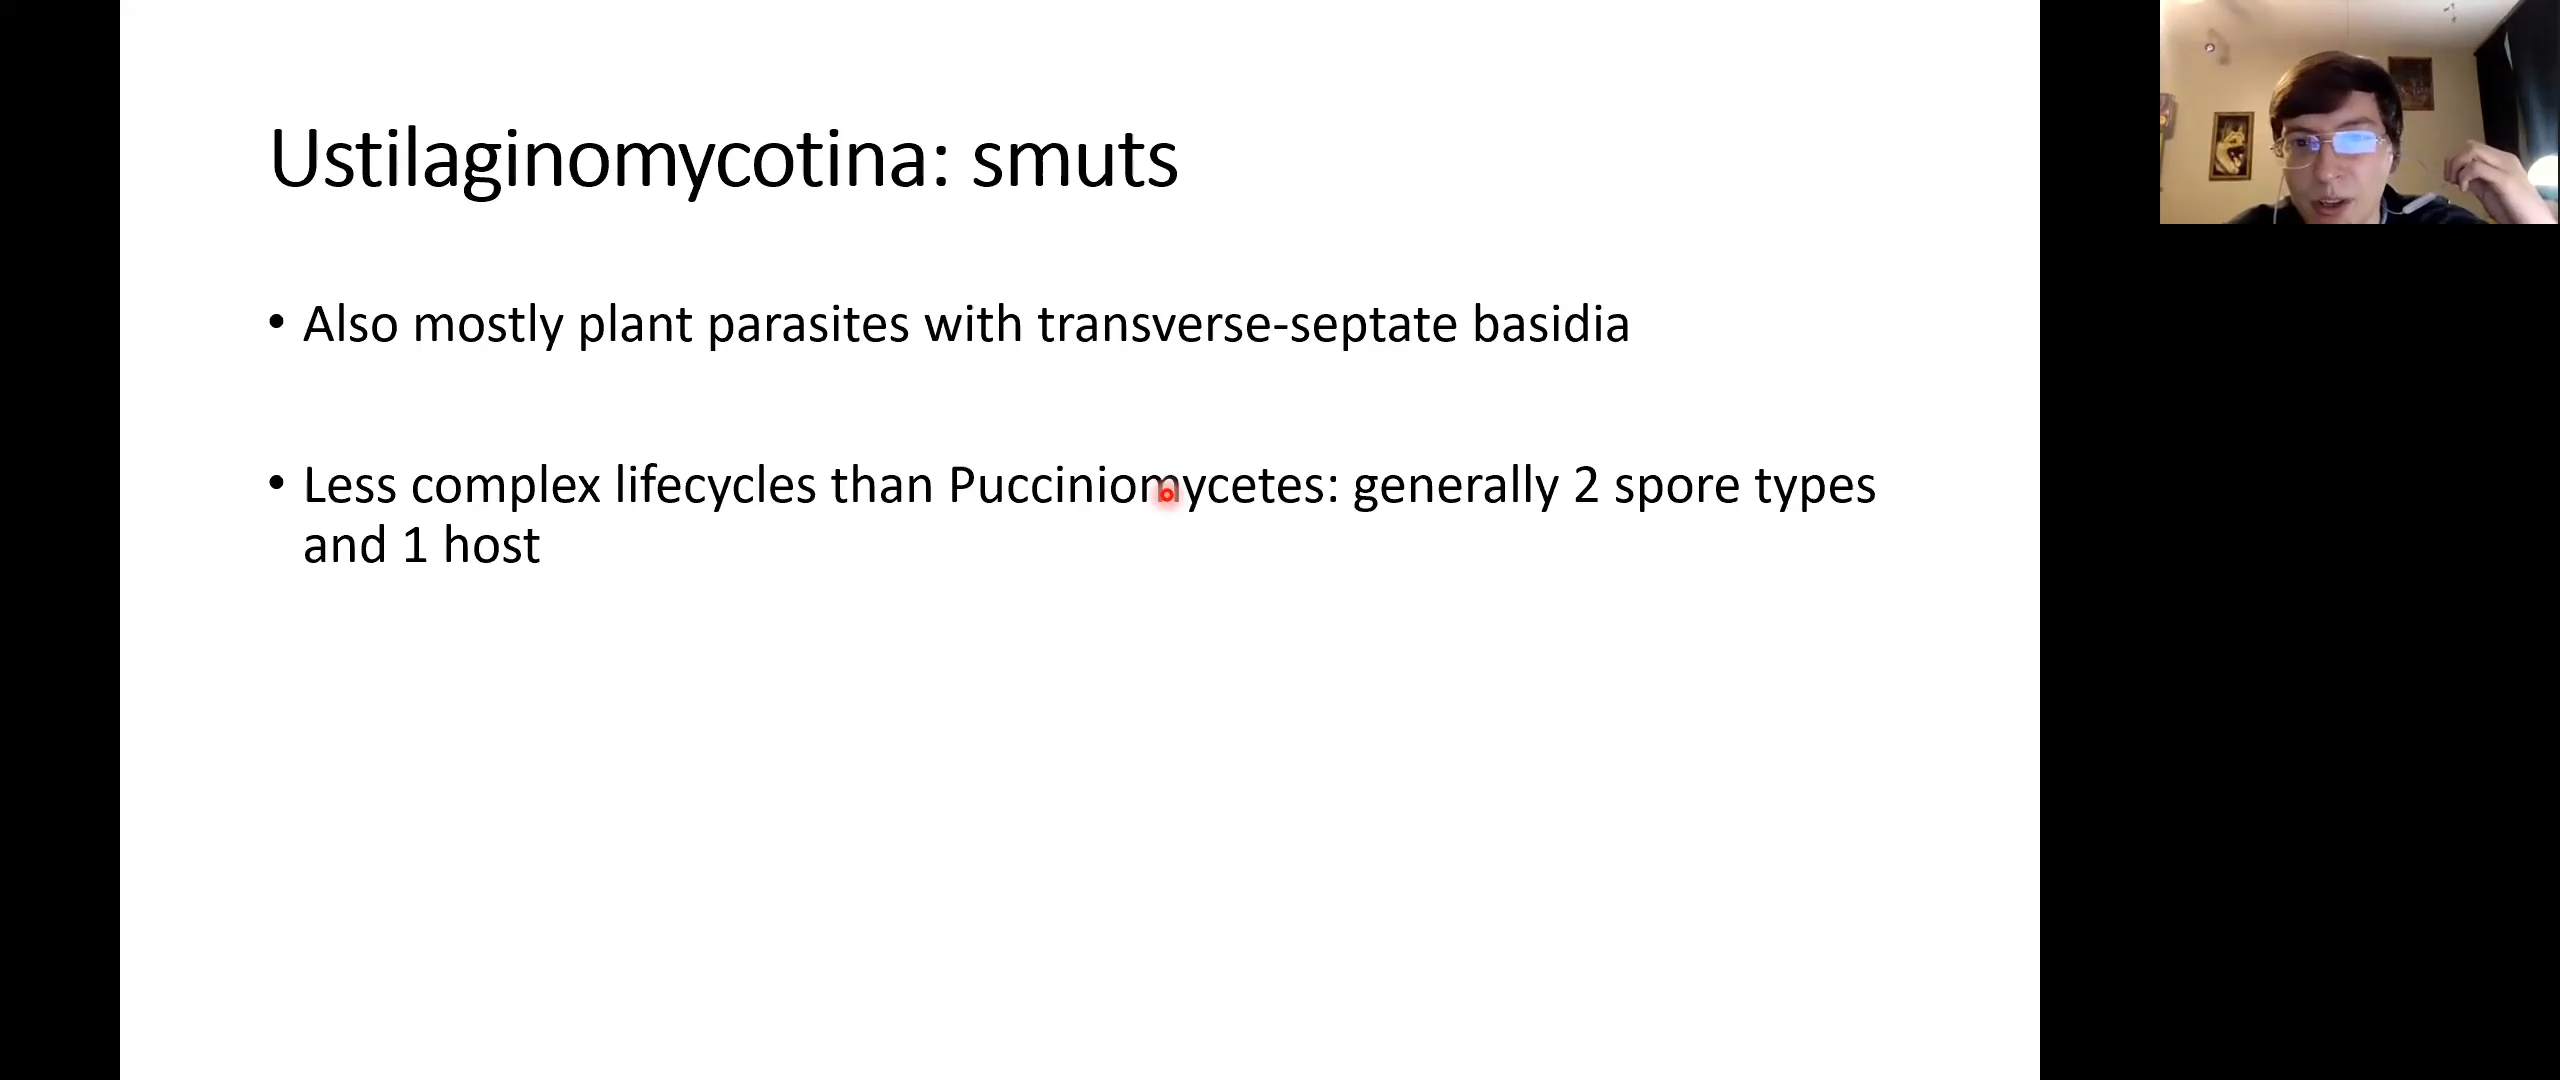 Ustilaginomycotina: smuts
• Also mostly plant parasites with transverse-septate basidia
• Less complex lifecycles than Pucciniomycetes: generally 2 spore types
and 1 host